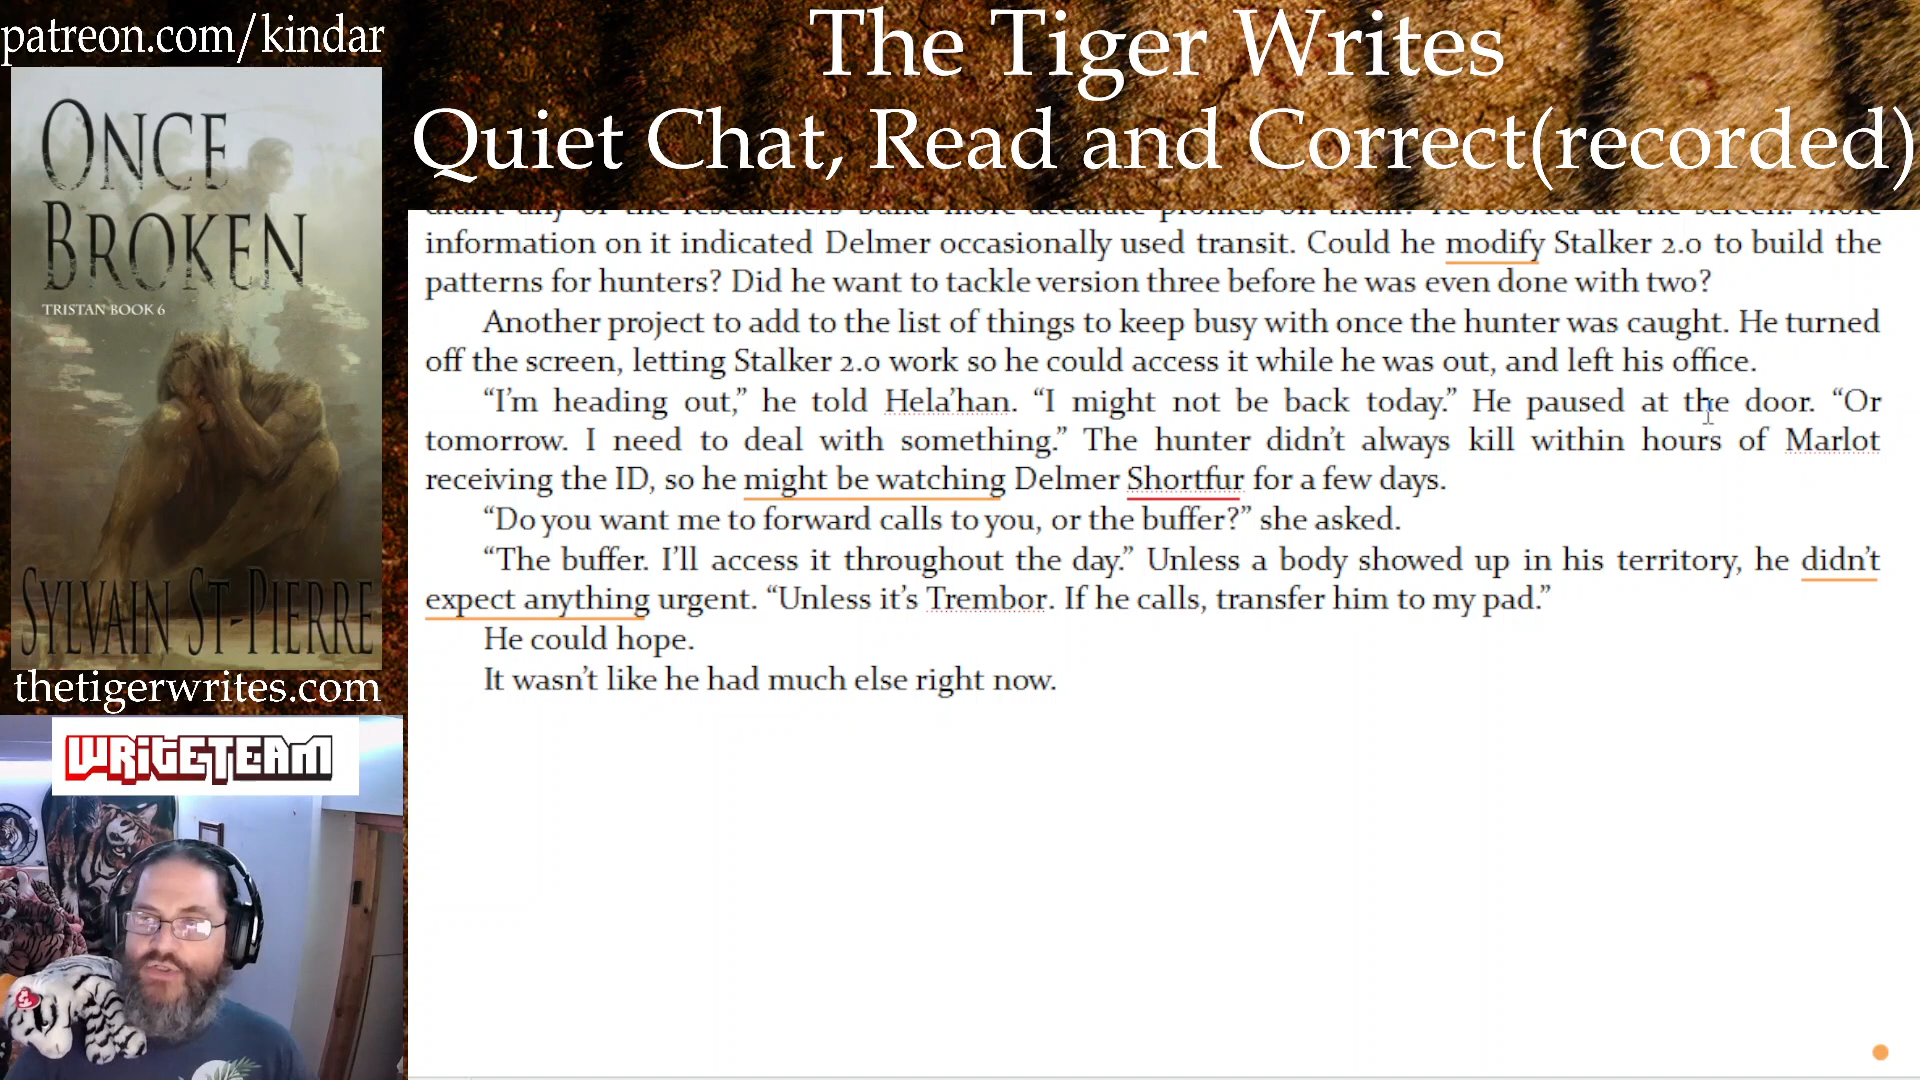 patreon.com/kindar
The Tiger Writes
Quiet Chat, Read and Correct(recorded)
ONCE
BROKEN
TRISTAN BOOK 6
SYLVAIN ST-PIERRE
thetigerwrites.com
WRITETEAM
information on it indicated Delmer occasionally used transit. Could he modify Stalker 2.0 to build the
patterns for hunters? Did he want to tackle version three before he was even done with two?
Another project to add to the list of things to keep busy with once the hunter was caught. He turned
off the screen, letting Stalker 2.0 work so he could access it while he was out, and left his office.
“I’m heading out,” he told Hela’han. “I might not be back today.” He paused at the door. “Or
tomorrow. I need to deal with something.” The hunter didn’t always kill within hours of Marlot
receiving the ID, so he might be watching Delmer Shortfur for a few days.
“Do you want me to forward calls to you, or the buffer?” she asked.
“The buffer. I’ll access it throughout the day.” Unless a body showed up in his territory, he didn’t
expect anything urgent. “Unless it’s Trembor. If he calls, transfer him to my pad.”
He could hope.
It wasn’t like he had much else right now.